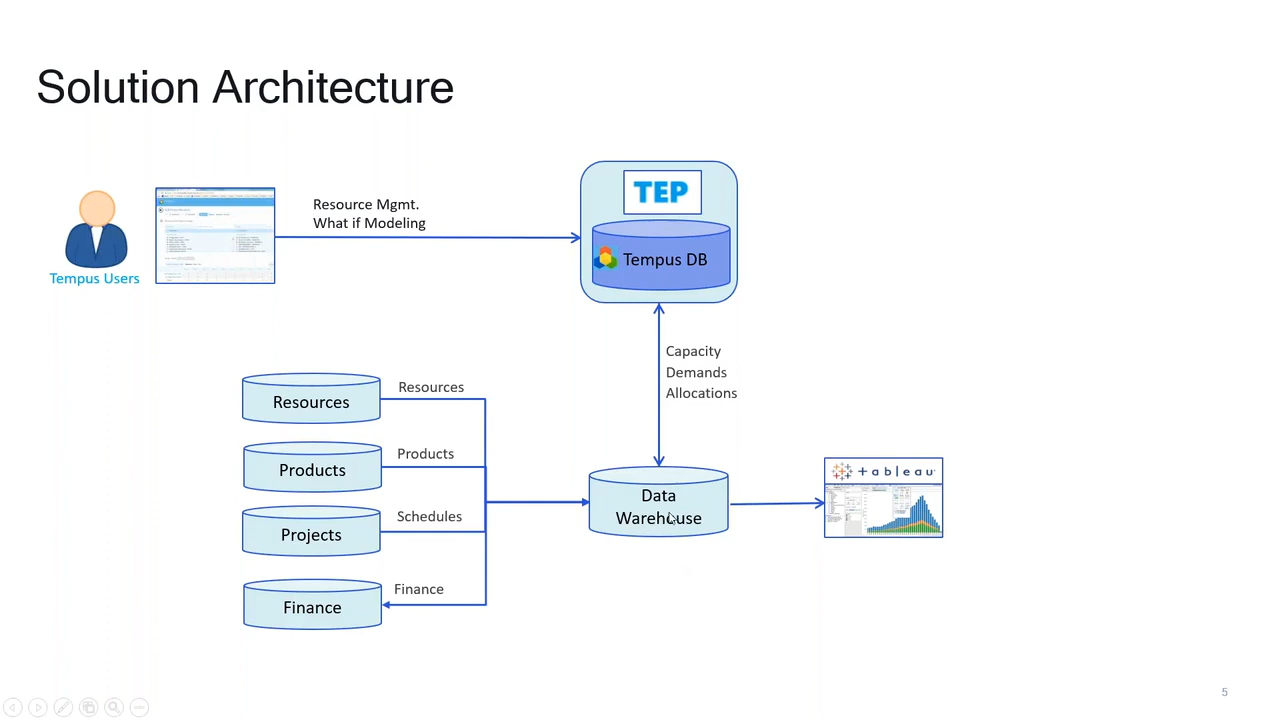 Solution Architecture
Tempus Users
Resource Mgmt.
What if Modeling
TEP
Tempus DB
Capacity
Demands
Allocations
Resources
Resources
Products
Products
Projects
Schedules
Finance
Finance
Data
Warehouse
+ a b l e a u
5